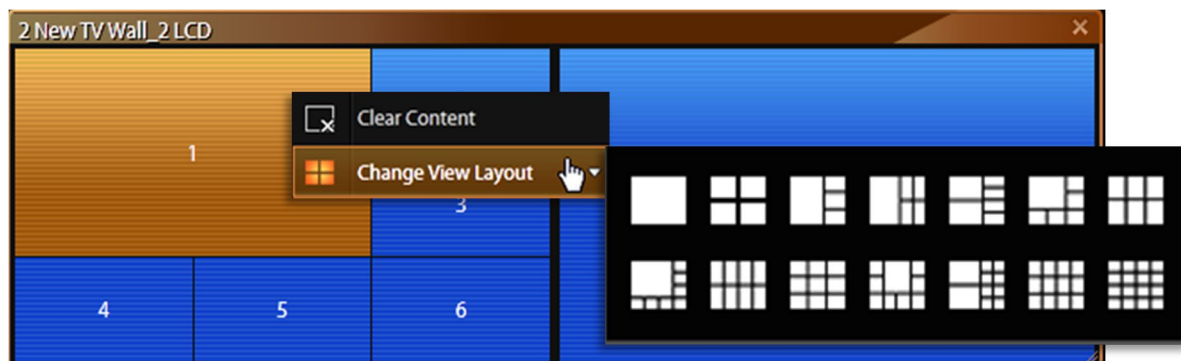 2 New TV Wall_2 LCD
Clear Content
1
Change View Layout
3
4 5 6